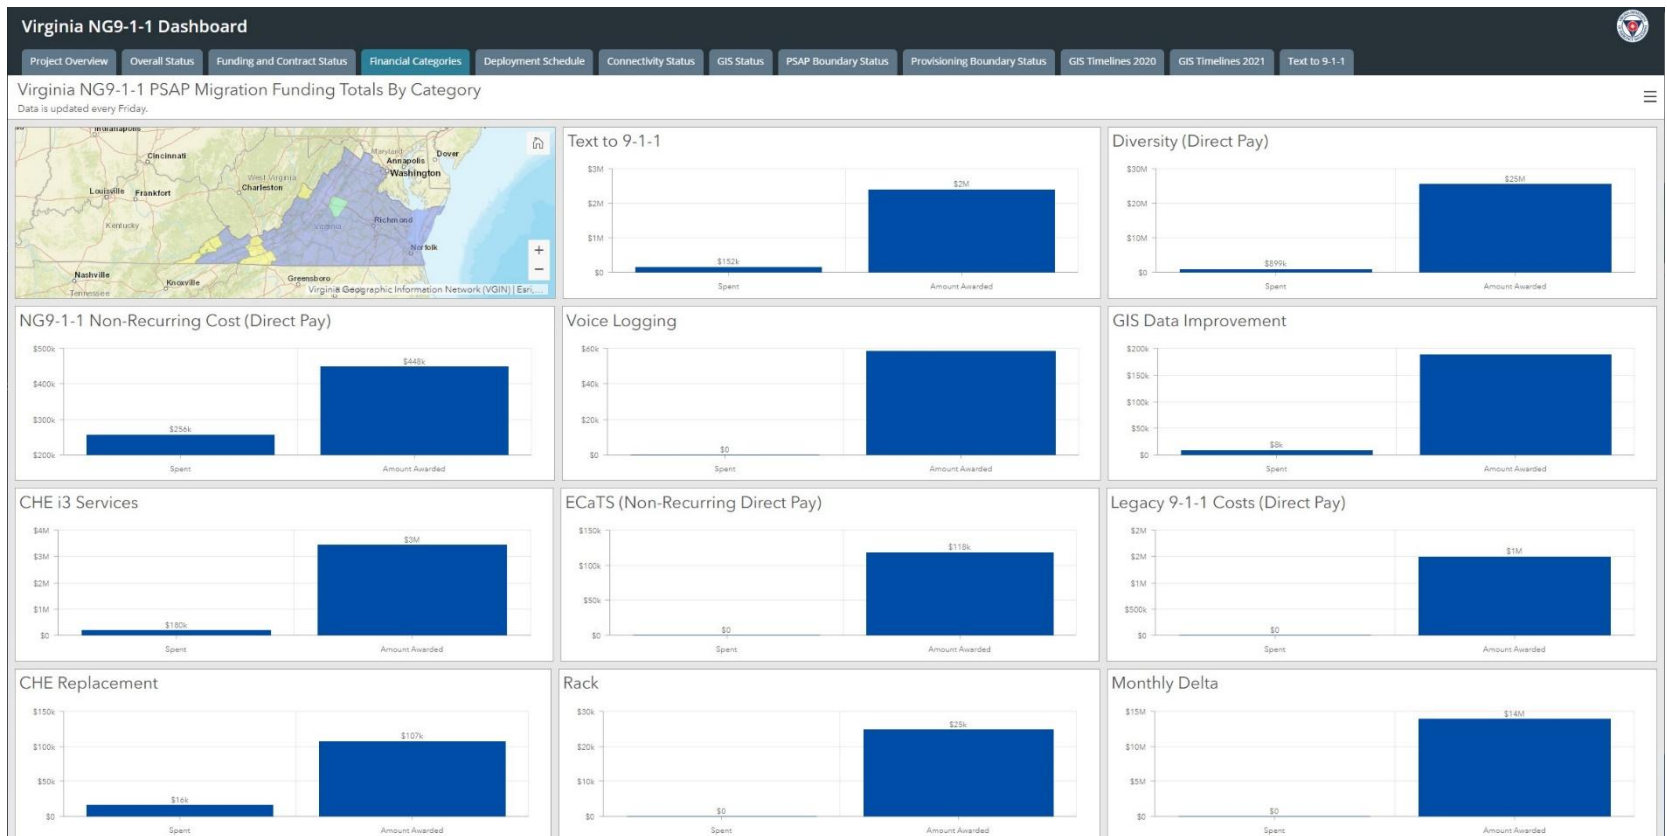 Virginia NG9-1-1 Dashboard
Project Overview
Overall Status
Funding and Contract Status
Financial Categories
Deployment Schedule
Connectivity Status
GIS Status
PSAP Boundary Status
Provisioning Boundary Status
GIS Timelines 2020
GIS Timelines 2021
Text to 9-1-1
Virginia NG9-1-1 PSAP Migration Funding Totals By Category
Data is updated every Friday.
Indianapolis
Cincinnati
Maryland
Dover
Annapolis
Washington
West Virginia
Charleston
Louisville
Frankfort
Richmond
Kentucky
Virginia
Norfolk
+
−
Nashville
Knoxville
Greensboro
Tennessee
Virginia Geographic Information Network (VGIN) | Esri, ...
Text to 9-1-1
$3M
$2M
$1M
$0
$152k
$2M
Spent
Amount Awarded
Diversity (Direct Pay)
$30M
$20M
$10M
$0
$899k
$25M
Spent
Amount Awarded
NG9-1-1 Non-Recurring Cost (Direct Pay)
$500k
$400k
$300k
$200k
$256k
$448k
Spent
Amount Awarded
Voice Logging
$60k
$40k
$20k
$0
$0
Spent
Amount Awarded
GIS Data Improvement
$200k
$150k
$100k
$50k
$0
$8k
Spent
Amount Awarded
CHE i3 Services
$4M
$3M
$2M
$1M
$0
$180k
$3M
Spent
Amount Awarded
ECaTS (Non-Recurring Direct Pay)
$150k
$100k
$50k
$0
$0
$118k
Spent
Amount Awarded
Legacy 9-1-1 Costs (Direct Pay)
$2M
$2M
$1M
$500k
$0
$0
$1M
Spent
Amount Awarded
CHE Replacement
$150k
$100k
$50k
$0
$16k
$107k
Spent
Amount Awarded
Rack
$30k
$20k
$10k
$0
$0
$25k
Spent
Amount Awarded
Monthly Delta
$15M
$10M
$5M
$0
$0
$14M
Spent
Amount Awarded